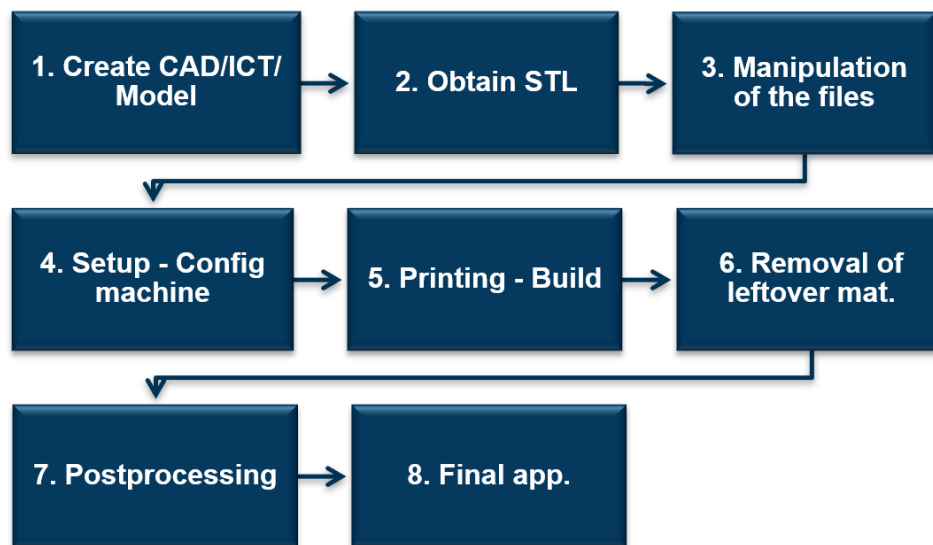 1. Create CAD/ICT/
Model
2. Obtain STL
3. Manipulation
of the files
4. Setup - Config
machine
5. Printing - Build
6. Removal of
leftover mat.
7. Postprocessing
8. Final app.